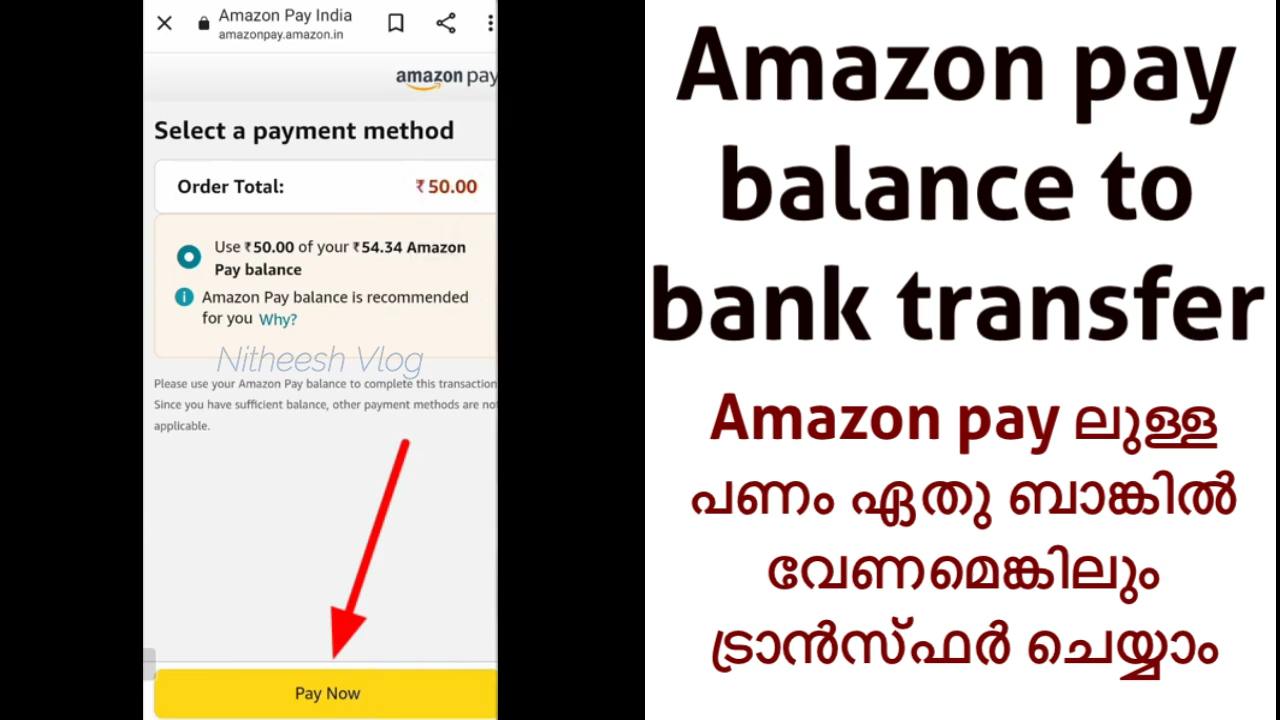 Amazon Pay India
amazonpay.amazon.in
amazon pay
Select a payment method
Order Total: ₹50.00
Use ₹50.00 of your ₹54.34 Amazon
Pay balance
Amazon Pay balance is recommended
for you Why?
Nitheesh Vlog
Please use your Amazon Pay balance to complete this transaction
Since you have sufficient balance, other payment methods are not
applicable.
Pay Now
Amazon pay
balance to
bank transfer
Amazon pay ലുള്ള
പണം ഏതു ബാങ്കിൽ
വേണമെങ്കിലും
ട്രാൻസ്ഫർ ചെയ്യാം